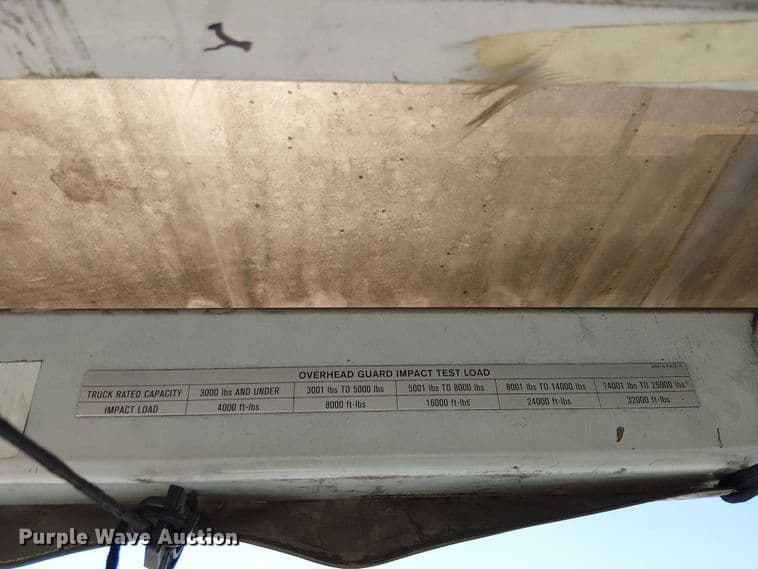 OVERHEAD GUARD IMPACT TEST LOAD
TRUCK RATED CAPACITY 3000 lbs AND UNDER 3001 lbs TO 5000 lbs 5001 lbs TO 8000 lbs 8001 lbs TO 14000 lbs 14001 lbs TO 25000 lbs
IMPACT LOAD 4000 ft-lbs 8000 ft-lbs 16000 ft-lbs 24000 ft-lbs 32000 ft-lbs
Purple Wave Auction